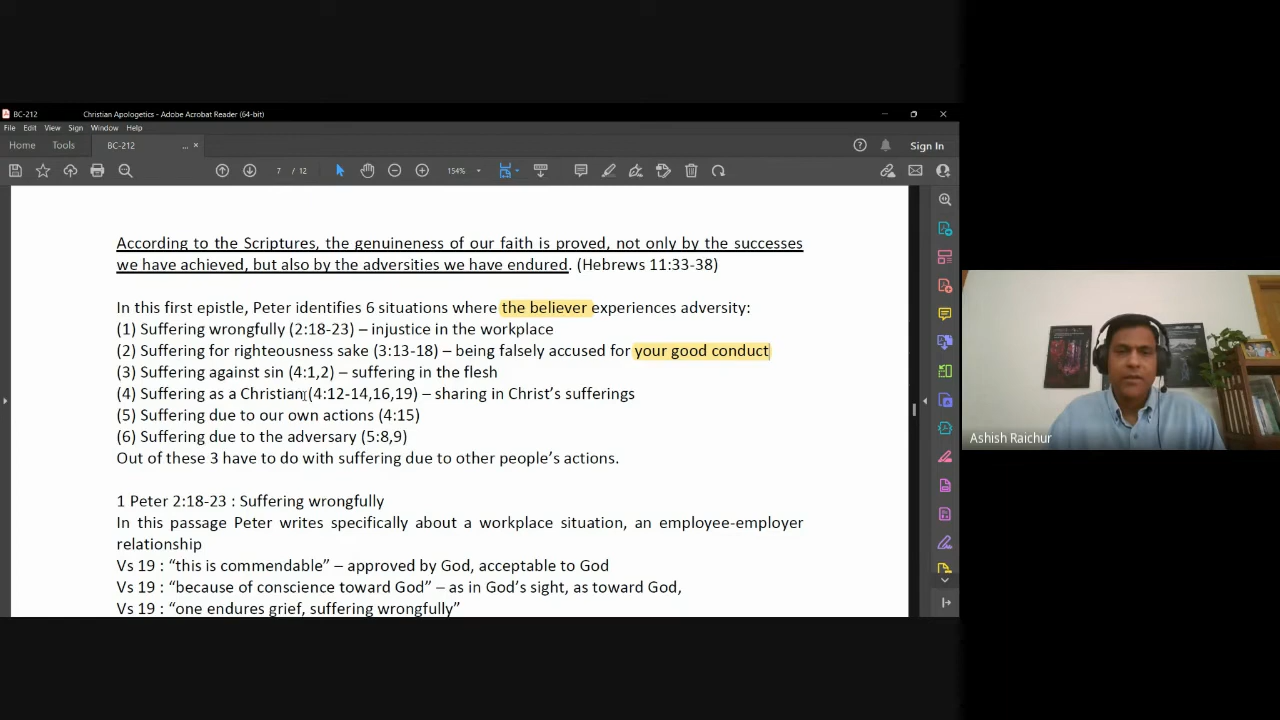 BC-212 Christian Apologetics - Adobe Acrobat Reader (64-bit)
File Edit View Sign Window Help
Home Tools BC-212 ... × Sign In
7 / 12 154%
According to the Scriptures, the genuineness of our faith is proved, not only by the successes
we have achieved, but also by the adversities we have endured. (Hebrews 11:33-38)
In this first epistle, Peter identifies 6 situations where the believer experiences adversity:
(1) Suffering wrongfully (2:18-23) – injustice in the workplace
(2) Suffering for righteousness sake (3:13-18) – being falsely accused for your good conduct
(3) Suffering against sin (4:1,2) – suffering in the flesh
(4) Suffering as a Christian (4:12-14,16,19) – sharing in Christ’s sufferings
(5) Suffering due to our own actions (4:15)
(6) Suffering due to the adversary (5:8,9)
Out of these 3 have to do with suffering due to other people’s actions.
1 Peter 2:18-23 : Suffering wrongfully
In this passage Peter writes specifically about a workplace situation, an employee-employer
relationship
Vs 19 : “this is commendable” – approved by God, acceptable to God
Vs 19 : “because of conscience toward God” – as in God’s sight, as toward God,
Vs 19 : “one endures grief, suffering wrongfully”
Ashish Raichur